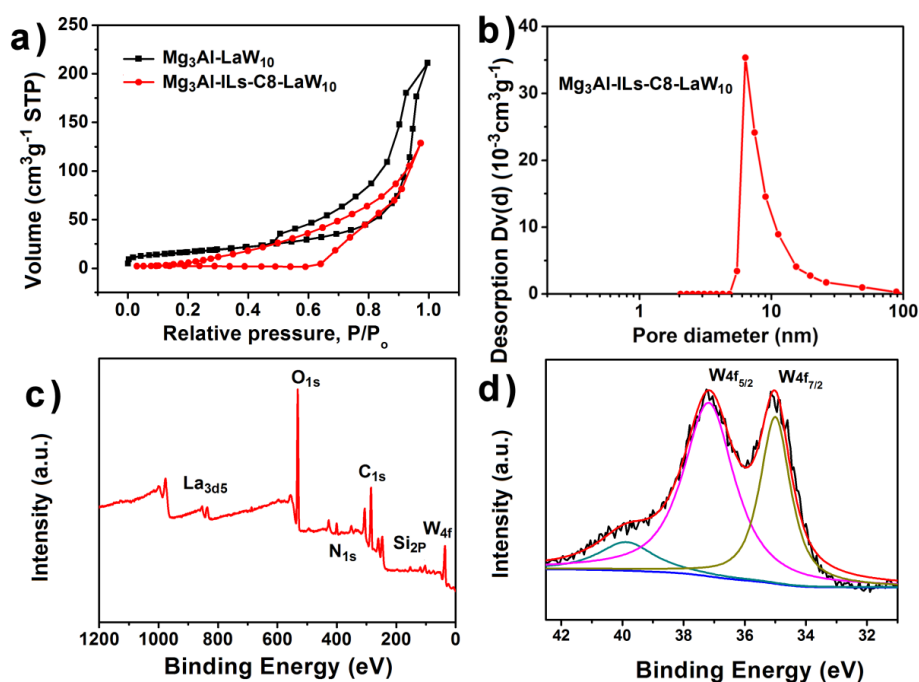 a)
Mg₃Al-LaW₁₀
Mg₃Al-ILs-C8-LaW₁₀
Volume (cm³g⁻¹ STP)
250
200
150
100
50
0
0.0 0.2 0.4 0.6 0.8 1.0
Relative pressure, P/Pₒ
b)
Mg₃Al-ILs-C8-LaW₁₀
Desorption Dv(d) (10⁻³cm³g⁻¹)
40
30
20
10
0
1 10 100
Pore diameter (nm)
c)
O₁ₛ
La₃d5
C₁ₛ
N₁ₛ
Si₂P
W₄f
Intensity (a.u.)
1200 1000 800 600 400 200 0
Binding Energy (eV)
d)
W4f₅/₂
W4f₇/₂
Intensity (a.u.)
42 40 37 35 32
Binding Energy (eV)